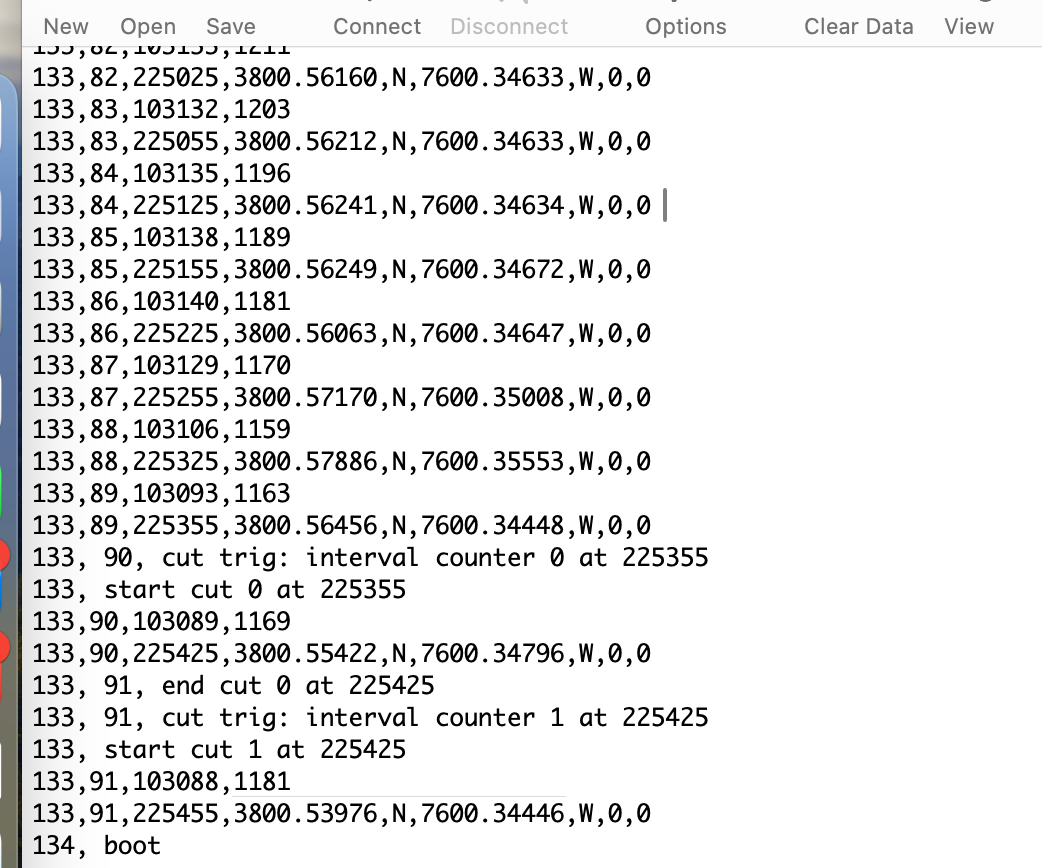 New Open Save Connect Disconnect Options Clear Data View
133,82,103133,1211
133,82,225025,3800.56160,N,7600.34633,W,0,0
133,83,103132,1203
133,83,225055,3800.56212,N,7600.34633,W,0,0
133,84,103135,1196
133,84,225125,3800.56241,N,7600.34634,W,0,0
133,85,103138,1189
133,85,225155,3800.56249,N,7600.34672,W,0,0
133,86,103140,1181
133,86,225225,3800.56063,N,7600.34647,W,0,0
133,87,103129,1170
133,87,225255,3800.57170,N,7600.35008,W,0,0
133,88,103106,1159
133,88,225325,3800.57886,N,7600.35553,W,0,0
133,89,103093,1163
133,89,225355,3800.56456,N,7600.34448,W,0,0
133, 90, cut trig: interval counter 0 at 225355
133, start cut 0 at 225355
133,90,103089,1169
133,90,225425,3800.55422,N,7600.34796,W,0,0
133, 91, end cut 0 at 225425
133, 91, cut trig: interval counter 1 at 225425
133, start cut 1 at 225425
133,91,103088,1181
133,91,225455,3800.53976,N,7600.34446,W,0,0
134, boot